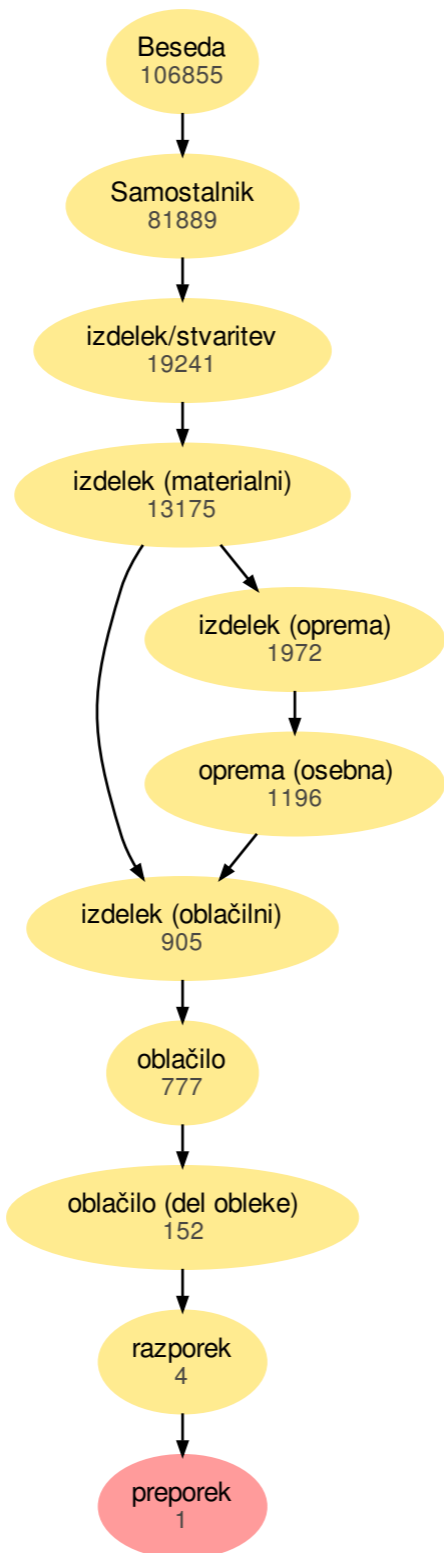 Beseda
106855
Samostalnik
81889
izdelek/stvaritev
19241
izdelek (materialni)
13175
izdelek (oprema)
1972
oprema (osebna)
1196
izdelek (oblačilni)
905
oblačilo
777
oblačilo (del obleke)
152
razporek
4
preporek
1